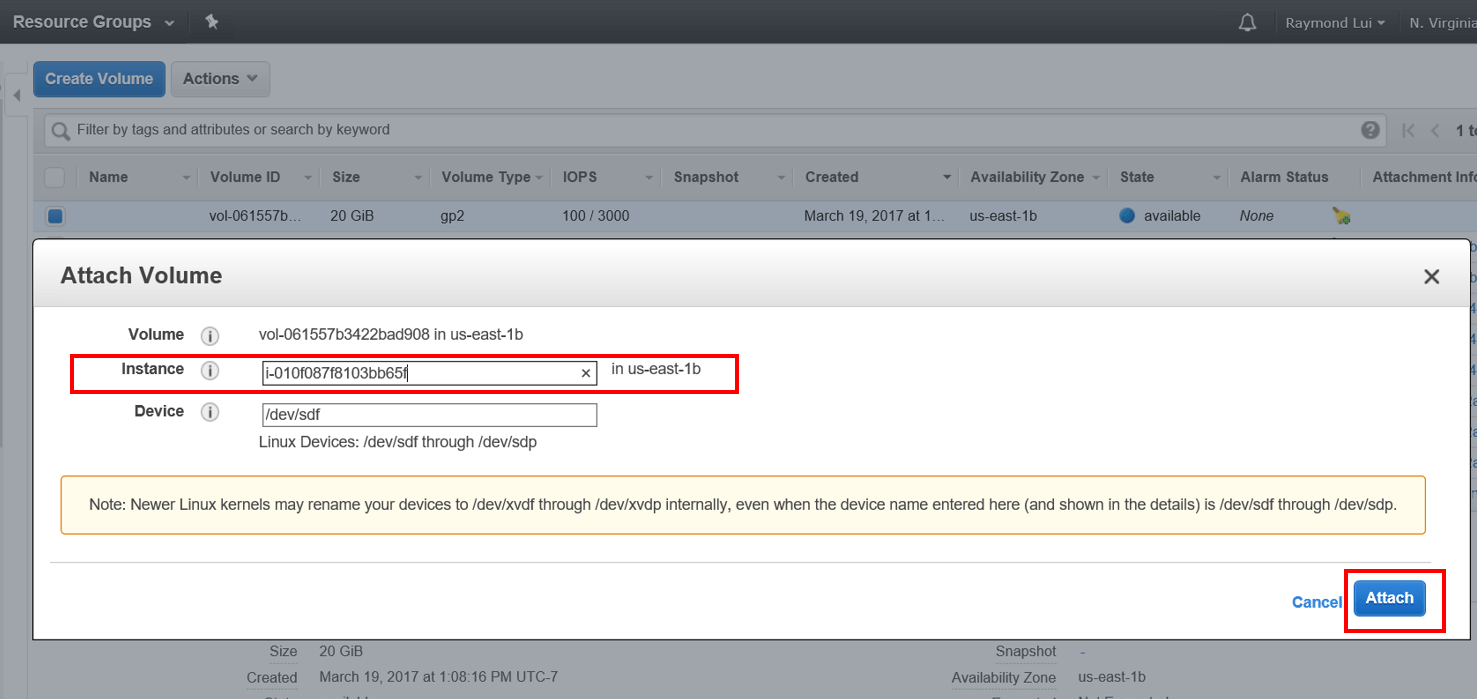 Resource Groups Raymond Lui N. Virginia
Create Volume Actions
Filter by tags and attributes or search by keyword 1 to
Name Volume ID Size Volume Type IOPS Snapshot Created Availability Zone State Alarm Status Attachment Info
vol-061557b... 20 GiB gp2 100 / 3000 March 19, 2017 at 1... us-east-1b available None
Attach Volume
Volume vol-061557b3422bad908 in us-east-1b
Instance i-010f087f8103bb65f in us-east-1b
Device /dev/sdf
Linux Devices: /dev/sdf through /dev/sdp
Note: Newer Linux kernels may rename your devices to /dev/xvdf through /dev/xvdp internally, even when the device name entered here (and shown in the details) is /dev/sdf through /dev/sdp.
Cancel Attach
Size 20 GiB Snapshot -
Created March 19, 2017 at 1:08:16 PM UTC-7 Availability Zone us-east-1b